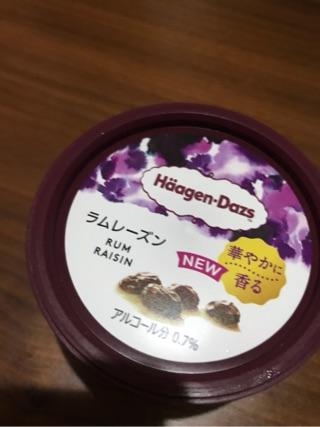 Häagen-Dazs
ラムレーズン
RUM
RAISIN
NEW
華やかに
香る
アルコール分 0.7%